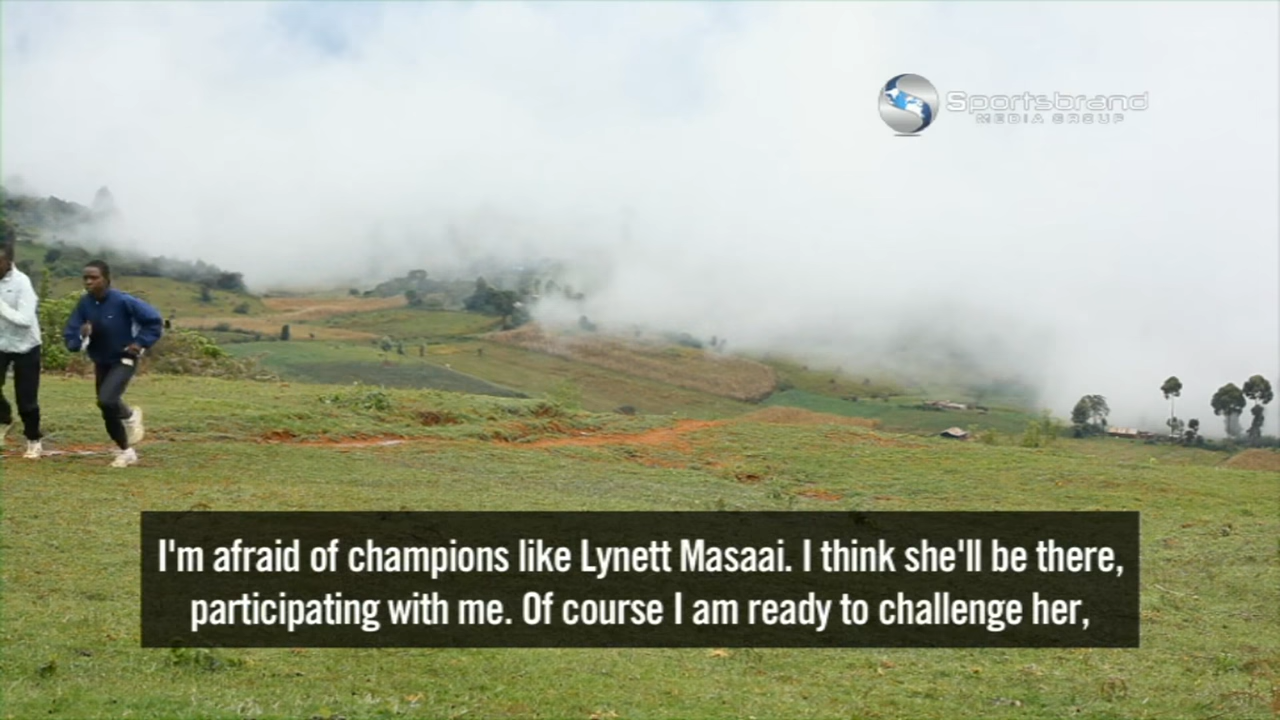 Sportsbrand
MEDIA GROUP
I'm afraid of champions like Lynett Masaai. I think she'll be there,
participating with me. Of course I am ready to challenge her,